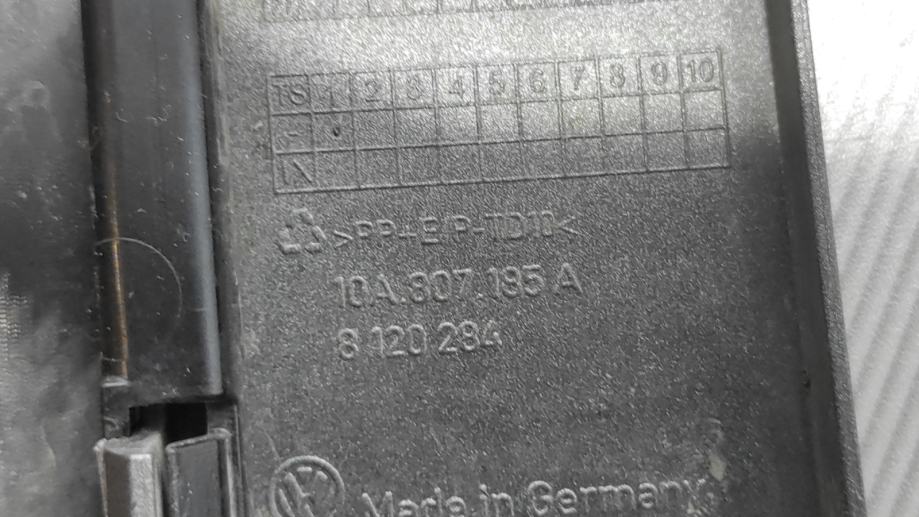 TS 1 2 3 4 5 6 7 8 9 10
>PP+E/P-TD10<
10A.807.185 A
8 120 284
Made in Germany